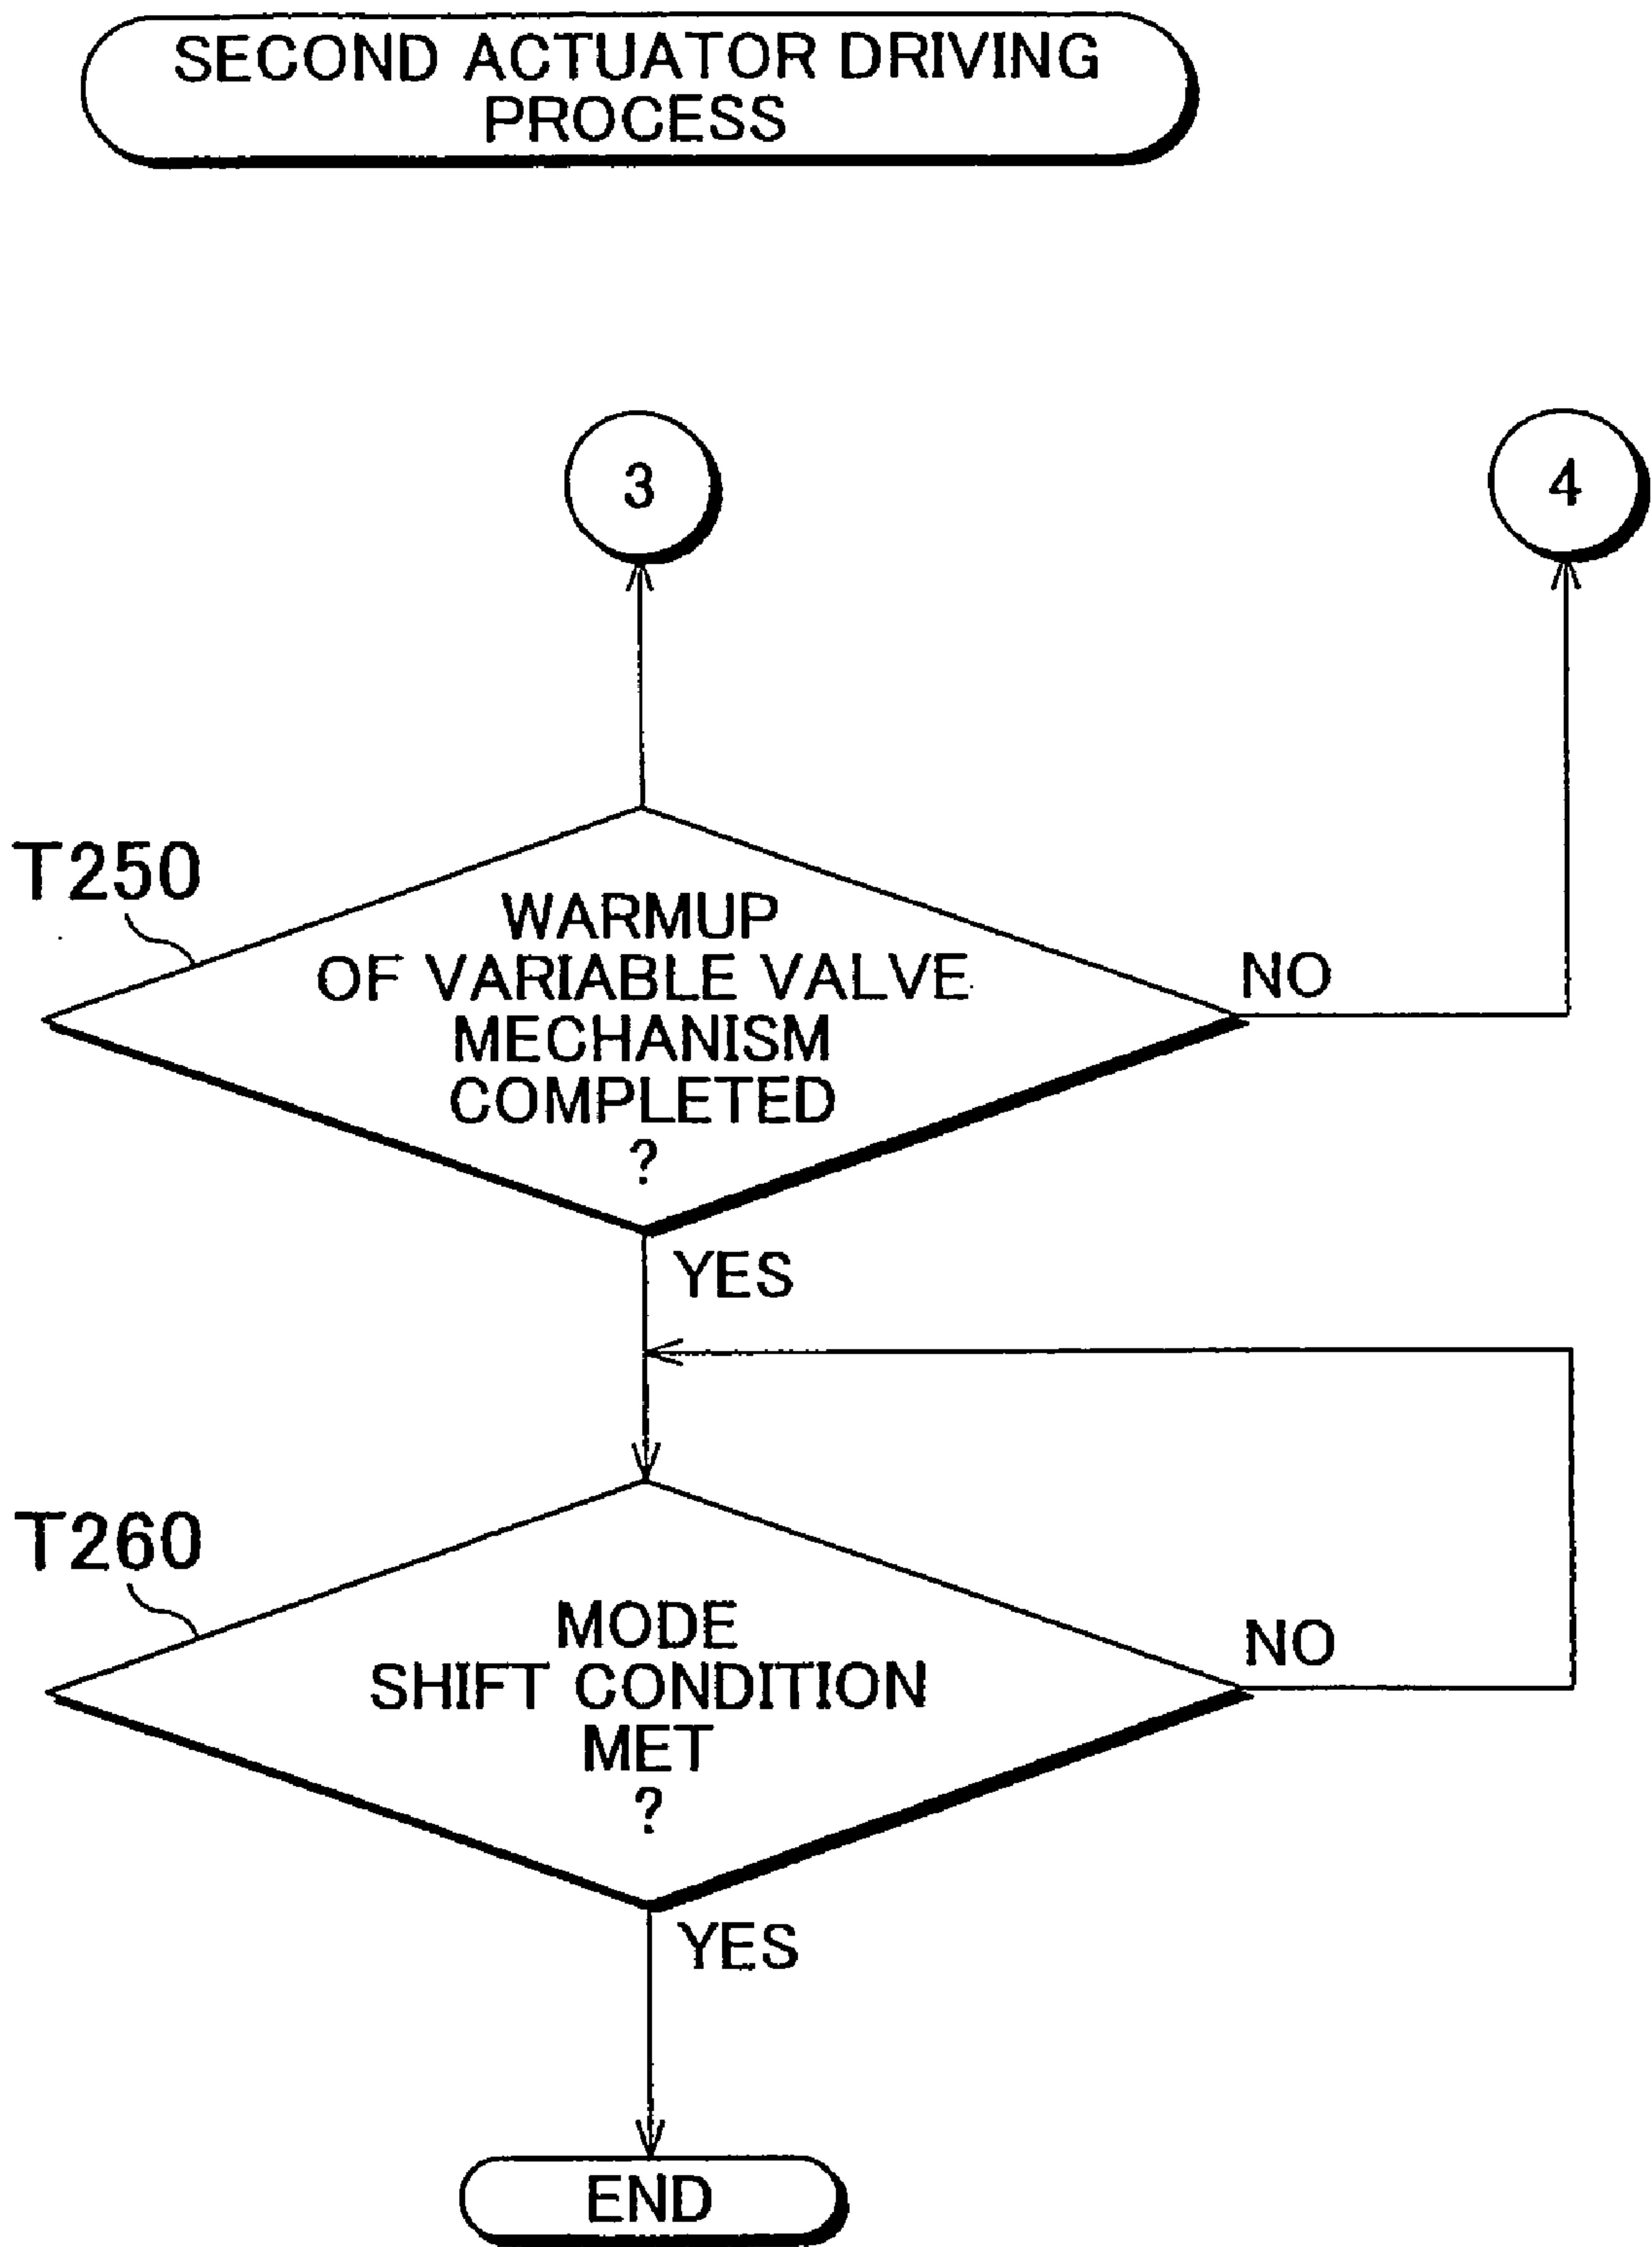 SECOND ACTUATOR DRIVING
PROCESS
3
4
T250
WARMUP
OF VARIABLE VALVE
MECHANISM
COMPLETED
?
NO
YES
T260
MODE
SHIFT CONDITION
MET
?
NO
YES
END